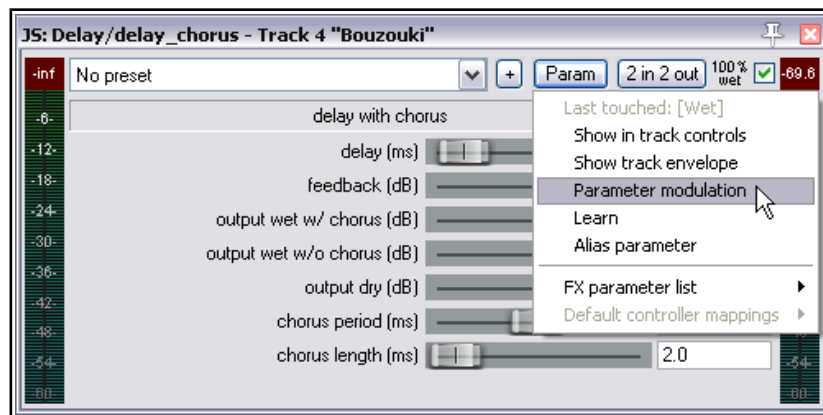 JS: Delay/delay_chorus - Track 4 "Bouzouki"
-inf No preset + Param 2 in 2 out 100% wet -69.6
Last touched: [Wet]
Show in track controls
Show track envelope
Parameter modulation
Learn
Alias parameter
FX parameter list
Default controller mappings
delay with chorus
delay (ms)
feedback (dB)
output wet w/ chorus (dB)
output wet w/o chorus (dB)
output dry (dB)
chorus period (ms)
chorus length (ms) 2.0
-6-
-12-
-18-
-24-
-30-
-36-
-42-
-48-
-54-
-60-
-54-
-60-